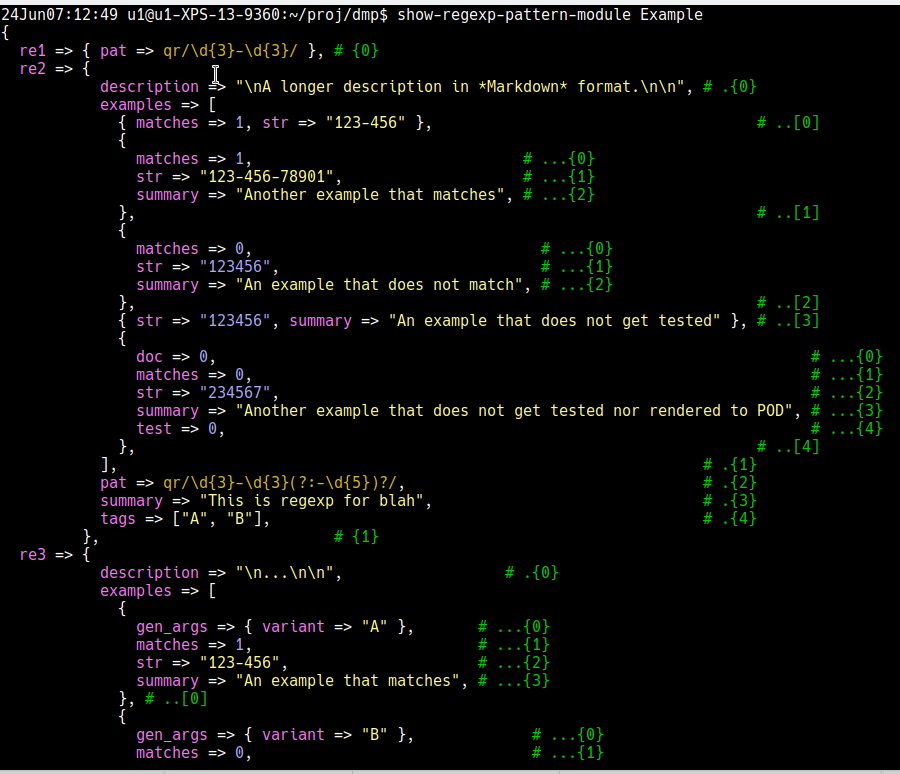 24Jun07:12:49 u1@u1-XPS-13-9360:~/proj/dmp$ show-regexp-pattern-module Example
{
  re1 => { pat => qr/\d{3}-\d{3}/ }, # {0}
  re2 => {
           description => "\nA longer description in *Markdown* format.\n\n", # .{0}
           examples => [
             { matches => 1, str => "123-456" },                                    # ..[0]
             {
               matches => 1,                              # ...{0}
               str => "123-456-78901",                    # ...{1}
               summary => "Another example that matches", # ...{2}
             },                                                                     # ..[1]
             {
               matches => 0,                                # ...{0}
               str => "123456",                             # ...{1}
               summary => "An example that does not match", # ...{2}
             },                                                                     # ..[2]
             { str => "123456", summary => "An example that does not get tested" }, # ..[3]
             {
               doc => 0,                                                                  # ...{0}
               matches => 0,                                                              # ...{1}
               str => "234567",                                                           # ...{2}
               summary => "Another example that does not get tested nor rendered to POD", # ...{3}
               test => 0,                                                                 # ...{4}
             },                                                                     # ..[4]
           ],                                                                 # .{1}
           pat => qr/\d{3}-\d{3}(?:-\d{5})?/,                                 # .{2}
           summary => "This is regexp for blah",                              # .{3}
           tags => ["A", "B"],                                                # .{4}
         },                          # {1}
  re3 => {
           description => "\n...\n\n",                  # .{0}
           examples => [
             {
               gen_args => { variant => "A" },       # ...{0}
               matches => 1,                         # ...{1}
               str => "123-456",                     # ...{2}
               summary => "An example that matches", # ...{3}
             }, # ..[0]
             {
               gen_args => { variant => "B" },             # ...{0}
               matches => 0,                               # ...{1}